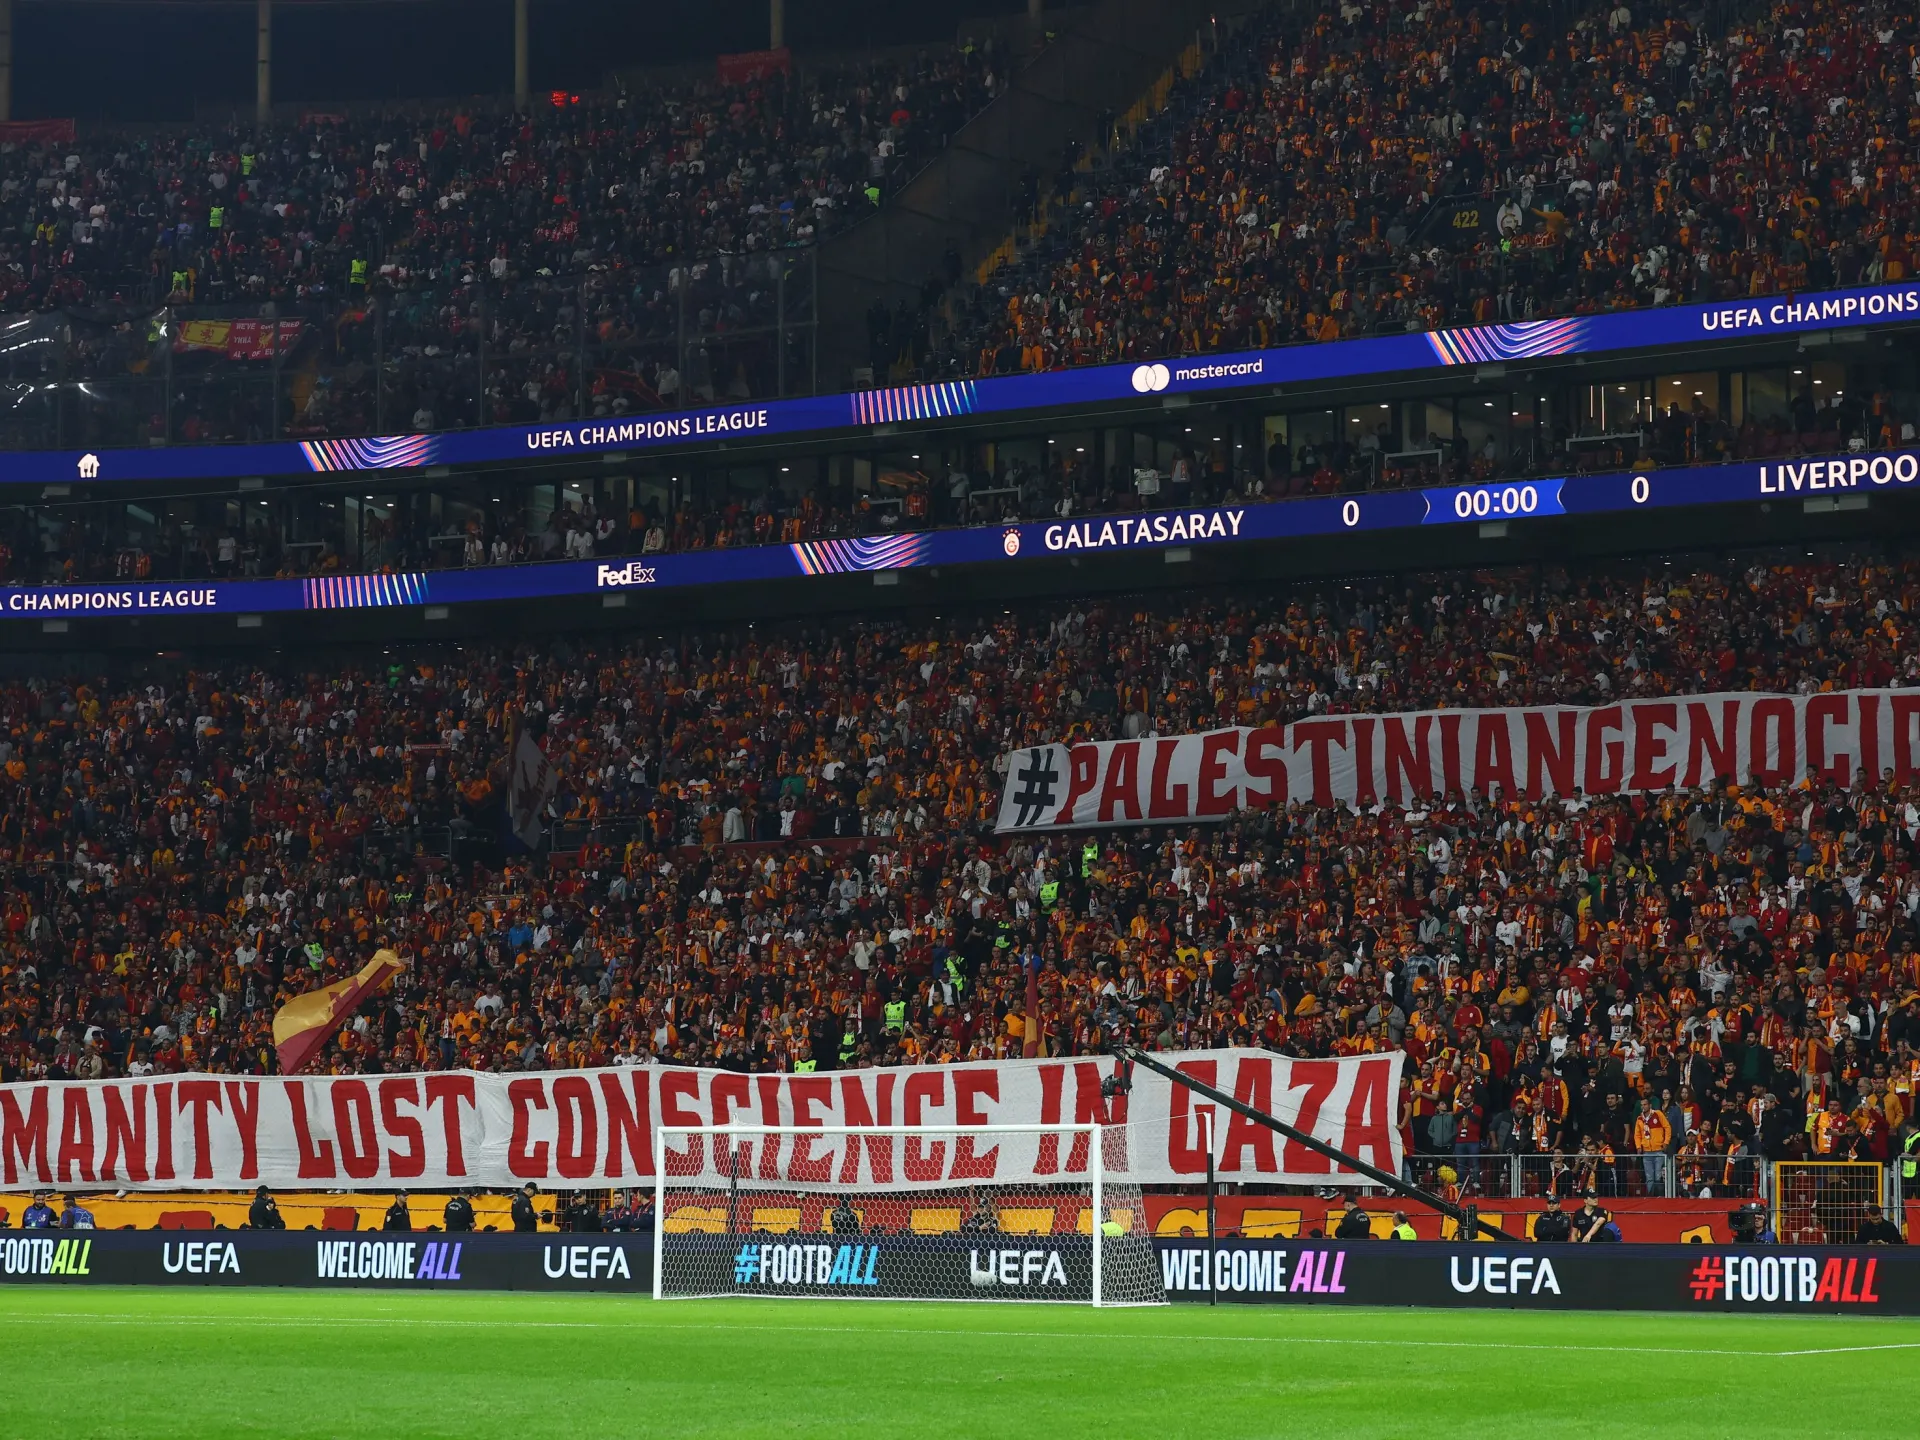 422
UEFA CHAMPIONS
mastercard
UEFA CHAMPIONS LEAGUE
LIVERPOO
GALATASARAY 0 00:00 0
FedEx
A CHAMPIONS LEAGUE
#PALESTINIANGENOCID
MANITY LOST CONSCIENCE IN GAZA
FOOTBALL UEFA WELCOME ALL UEFA #FOOTBALL UEFA WELCOME ALL UEFA #FOOTBALL